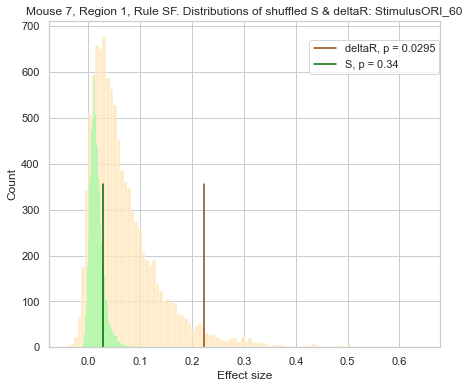 Mouse 7, Region 1, Rule SF. Distributions of shuffled S & deltaR: StimulusORI_60
700
600
500
400
300
200
100
0
Count
deltaR, p = 0.0295
S, p = 0.34
0.0 0.1 0.2 0.3 0.4 0.5 0.6
Effect size